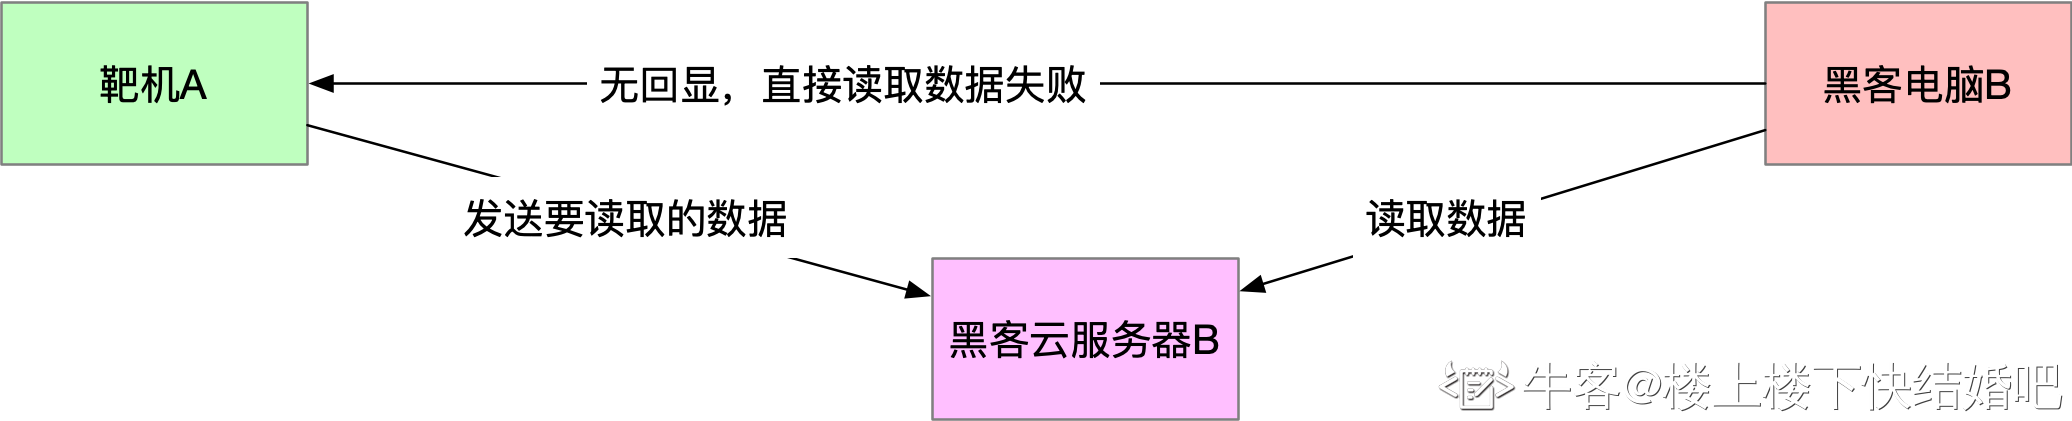 靶机A
无回显，直接读取数据失败
黑客电脑B
发送要读取的数据
读取数据
黑客云服务器B
牛客@楼上楼下快结婚吧